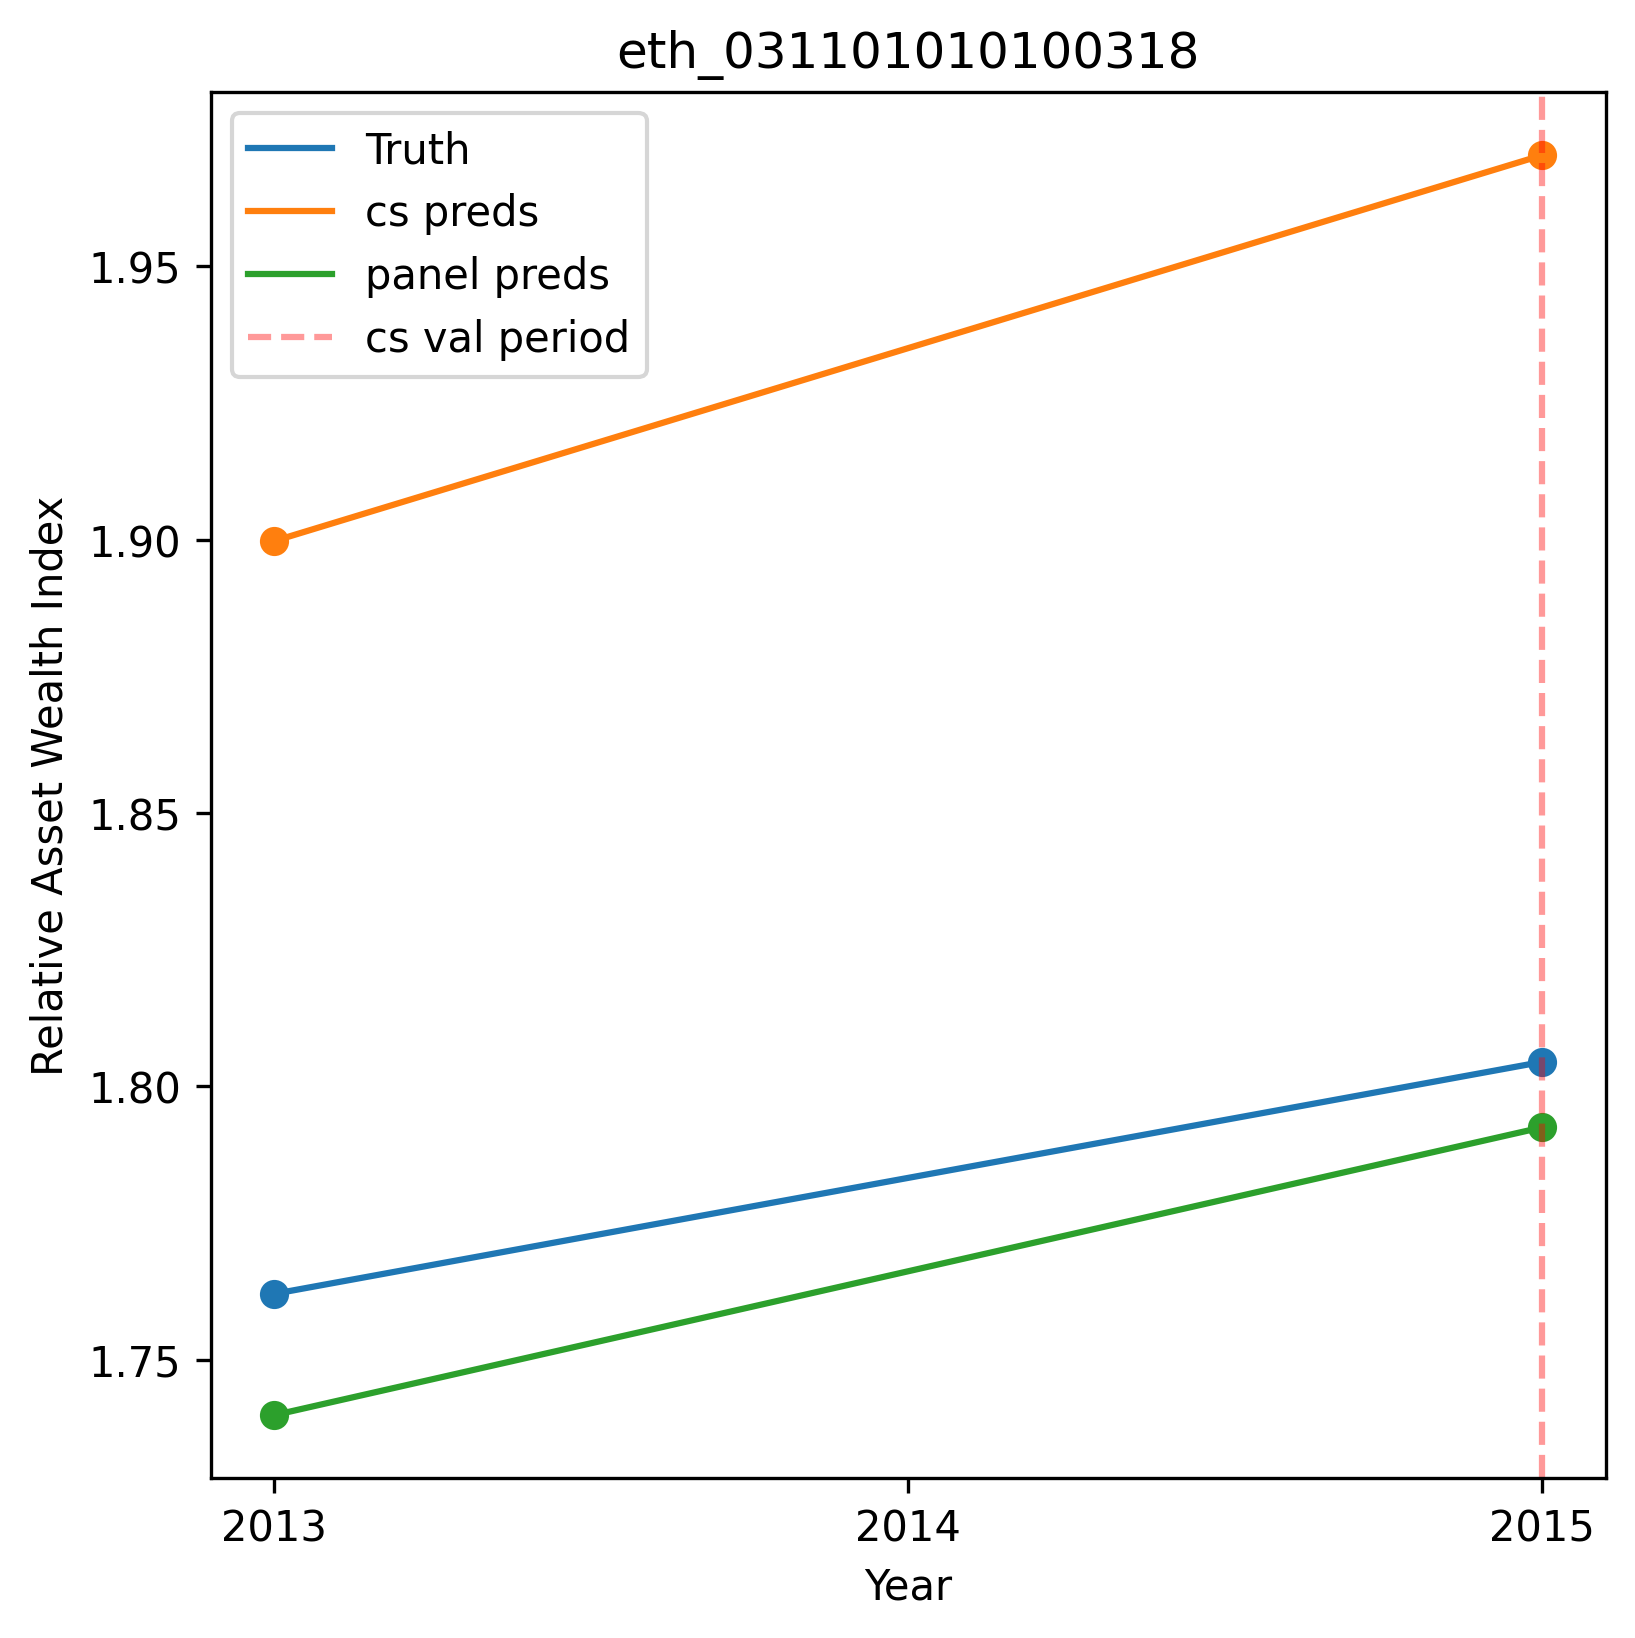 eth_031101010100318
Truth
cs preds
panel preds
cs val period
1.95
1.90
1.85
1.80
1.75
Relative Asset Wealth Index
2013 2014 2015
Year